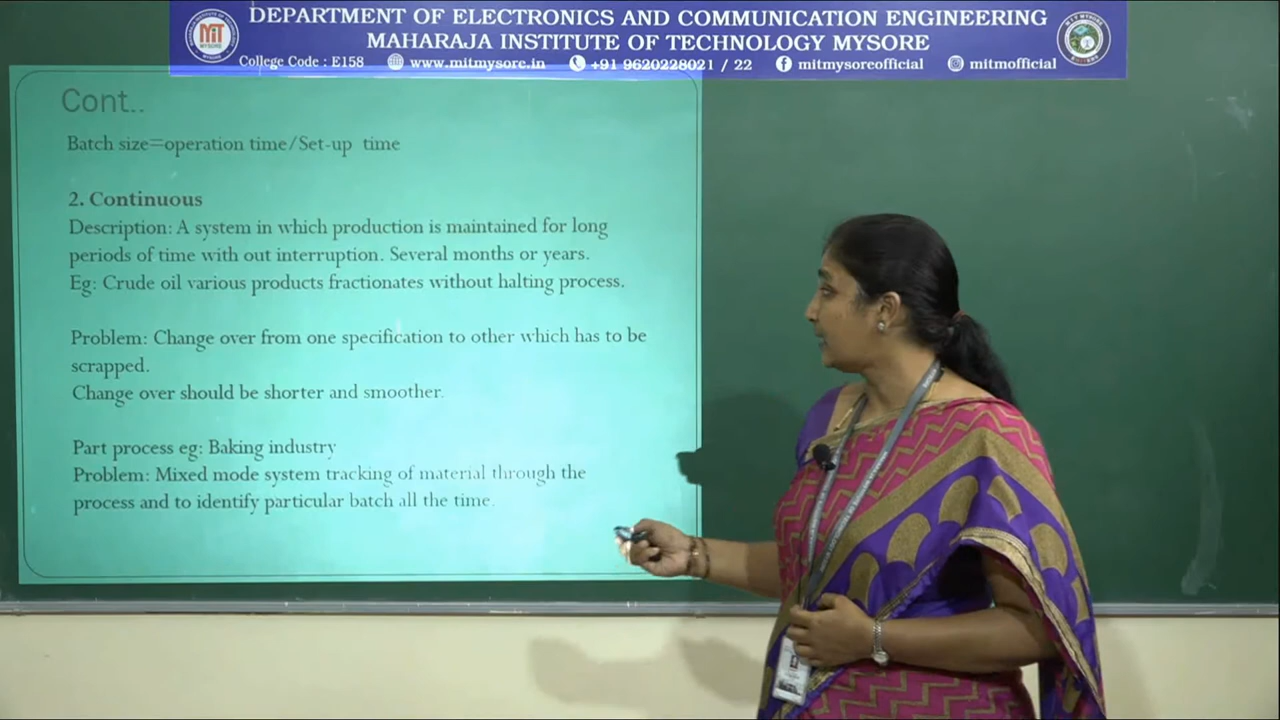 DEPARTMENT OF ELECTRONICS AND COMMUNICATION ENGINEERING
MAHARAJA INSTITUTE OF TECHNOLOGY MYSORE
College Code : E158 www.mitmysore.in +91 9620228021 / 22 mitmysoreofficial mitmofficial
MIT
MYSORE
Cont..
Batch size=operation time/Set-up time
2. Continuous
Description: A system in which production is maintained for long
periods of time with out interruption. Several months or years.
Eg: Crude oil various products fractionates without halting process.
Problem: Change over from one specification to other which has to be
scrapped.
Change over should be shorter and smoother.
Part process eg: Baking industry
Problem: Mixed mode system tracking of material through the
process and to identify particular batch all the time.